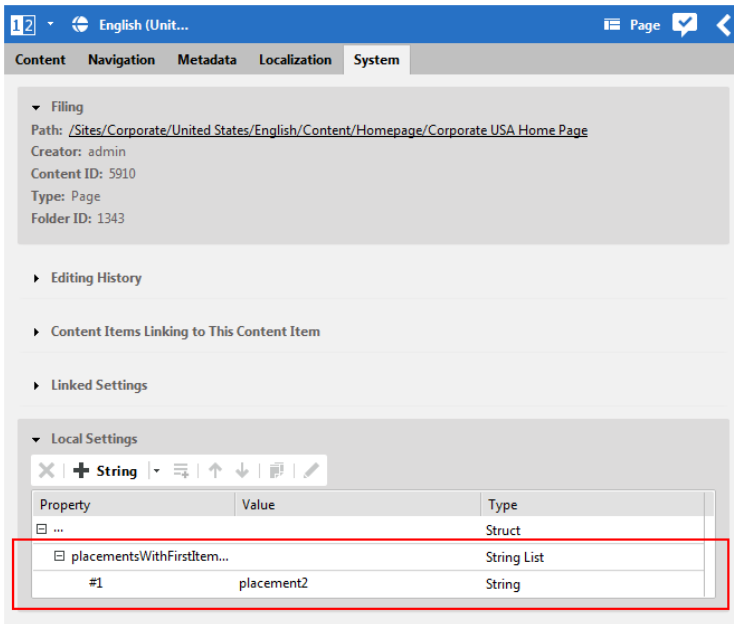 12 English (Unit... Page
Content Navigation Metadata Localization System
Filing
Path: /Sites/Corporate/United States/English/Content/Homepage/Corporate USA Home Page
Creator: admin
Content ID: 5910
Type: Page
Folder ID: 1343
Editing History
Content Items Linking to This Content Item
Linked Settings
Local Settings
String
Property Value Type
... Struct
placementsWithFirstItem... String List
#1 placement2 String